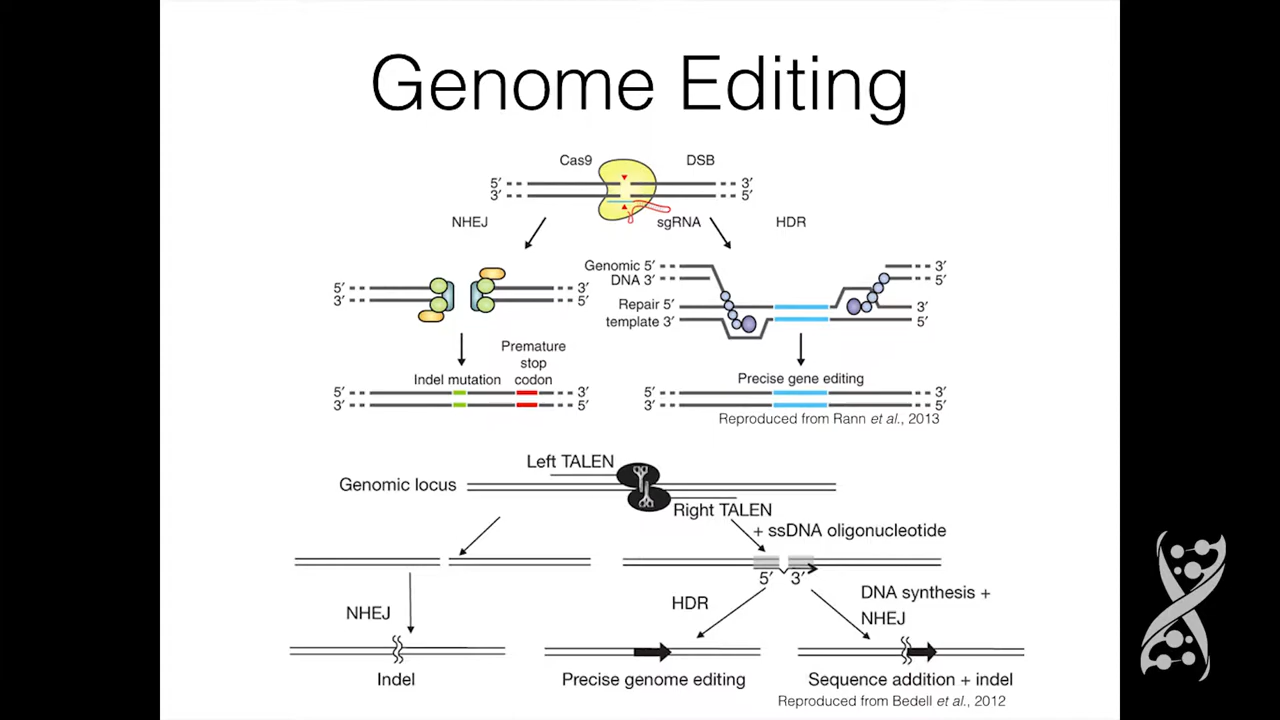 Genome Editing
Cas9
DSB
5′
3′
3′
5′
NHEJ
sgRNA
HDR
5′
3′
3′
5′
Genomic 5′
DNA 3′
3′
5′
Repair 5′
template 3′
3′
5′
Premature
stop
codon
Indel mutation
5′
3′
3′
5′
Precise gene editing
5′
3′
3′
5′
Reproduced from Rann et al., 2013
Left TALEN
Genomic locus
Right TALEN
+ ssDNA oligonucleotide
5′
3′
NHEJ
HDR
DNA synthesis +
NHEJ
Indel
Precise genome editing
Sequence addition + indel
Reproduced from Bedell et al., 2012